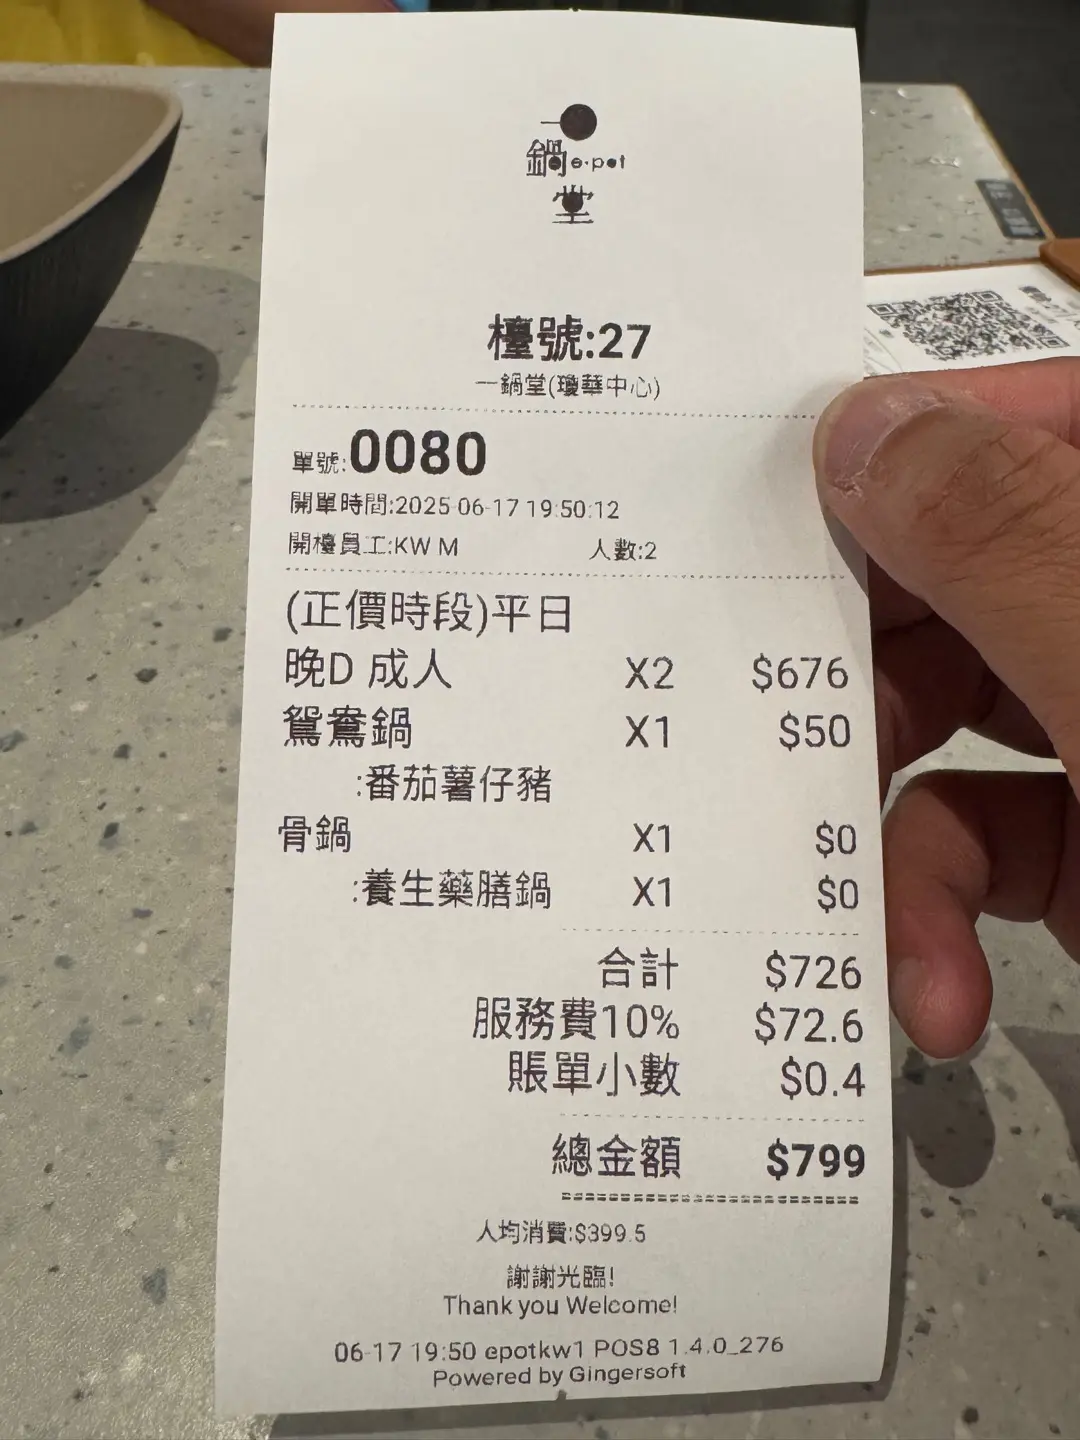 一
鍋 e·pot
堂
檯號:27
一鍋堂(瓊華中心)
單號:0080
開單時間:2025-06-17 19:50:12
開檯員工:KW M 人數:2
(正價時段)平日
晚D 成人 X2 $676
鴛鴦鍋 X1 $50
:番茄薯仔豬
骨鍋 X1 $0
:養生藥膳鍋 X1 $0
合計 $726
服務費10% $72.6
賬單小數 $0.4
總金額 $799
人均消費:$399.5
謝謝光臨!
Thank you Welcome!
06-17 19:50 epotkw1 POS8 1.4.0_276
Powered by Gingersoft